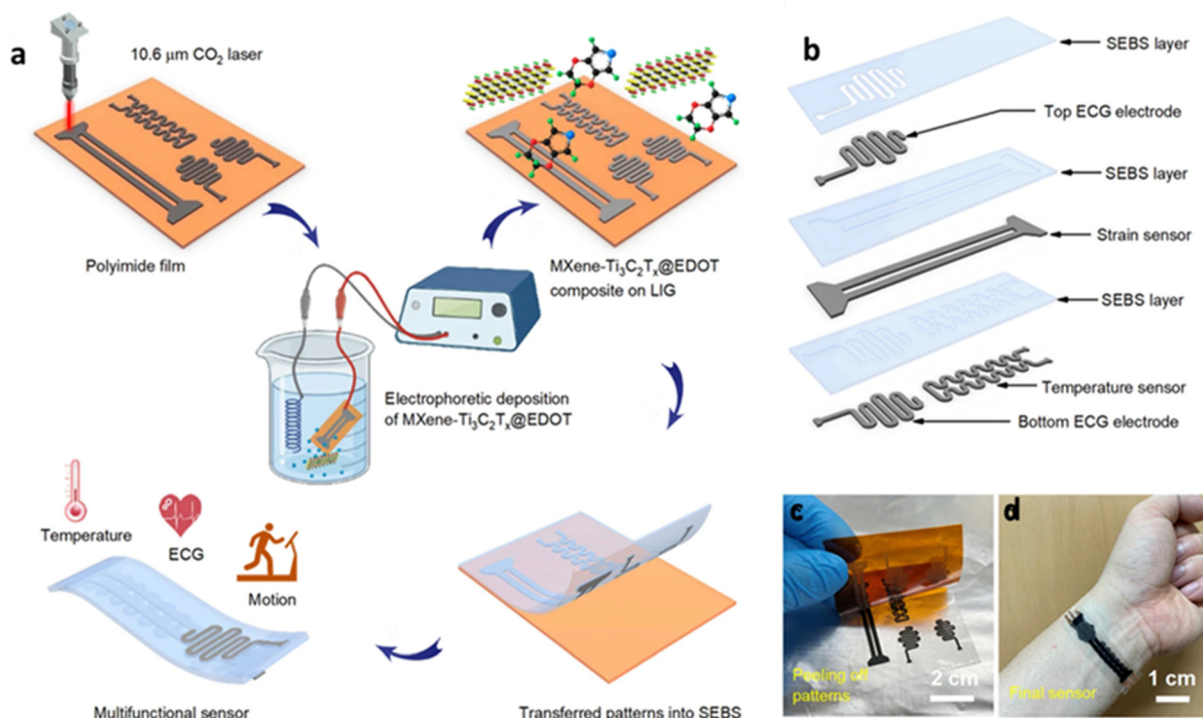 a
10.6 μm CO₂ laser
Polyimide film
MXene-Ti₃C₂Tₓ@EDOT
composite on LIG
Electrophoretic deposition
of MXene-Ti₃C₂Tₓ@EDOT
Temperature
ECG
Motion
Multifunctional sensor
Transferred patterns into SEBS
b
SEBS layer
Top ECG electrode
SEBS layer
Strain sensor
SEBS layer
Temperature sensor
Bottom ECG electrode
c
Peeling off
patterns
2 cm
d
Final sensor
1 cm